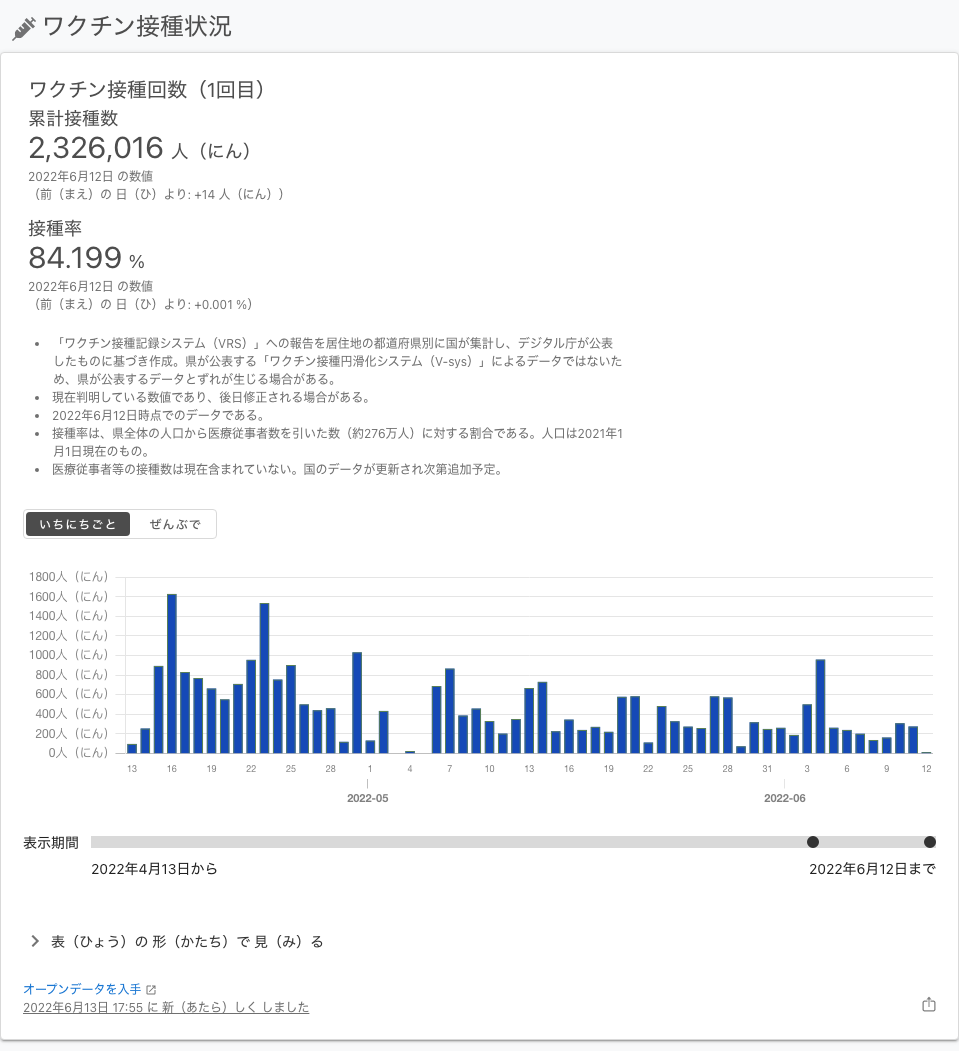 ワクチン接種状況
ワクチン接種回数（1回目）
累計接種数
2,326,016 人（にん）
2022年6月12日 の数値
（前（まえ）の 日（ひ）より: +14 人（にん））
接種率
84.199 %
2022年6月12日 の数値
（前（まえ）の 日（ひ）より: +0.001 %）
• 「ワクチン接種記録システム（VRS）」への報告を居住地の都道府県別に国が集計し、デジタル庁が公表
したものに基づき作成。県が公表する「ワクチン接種円滑化システム（V-sys）」によるデータではないた
め、県が公表するデータとずれが生じる場合がある。
• 現在判明している数値であり、後日修正される場合がある。
• 2022年6月12日時点でのデータである。
• 接種率は、県全体の人口から医療従事者数を引いた数（約276万人）に対する割合である。人口は2021年1
月1日現在のもの。
• 医療従事者等の接種数は現在含まれていない。国のデータが更新され次第追加予定。
いちにちごと ぜんぶで
1800人（にん）
1600人（にん）
1400人（にん）
1200人（にん）
1000人（にん）
800人（にん）
600人（にん）
400人（にん）
200人（にん）
0人（にん）
13 16 19 22 25 28 1 4 7 10 13 16 19 22 25 28 31 3 6 9 12
2022-05 2022-06
表示期間
2022年4月13日から 2022年6月12日まで
表（ひょう）の 形（かたち）で 見（み）る
オープンデータを入手
2022年6月13日 17:55 に 新（あたら）しく しました